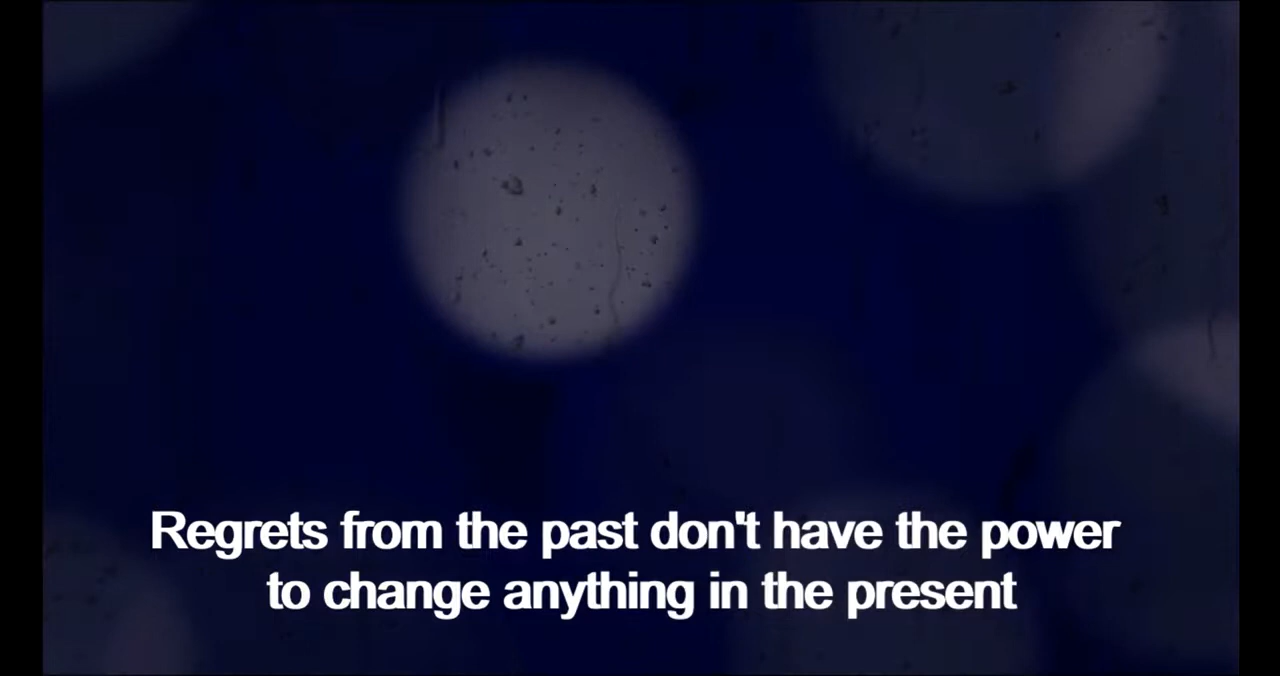 Regrets from the past don't have the power
to change anything in the present